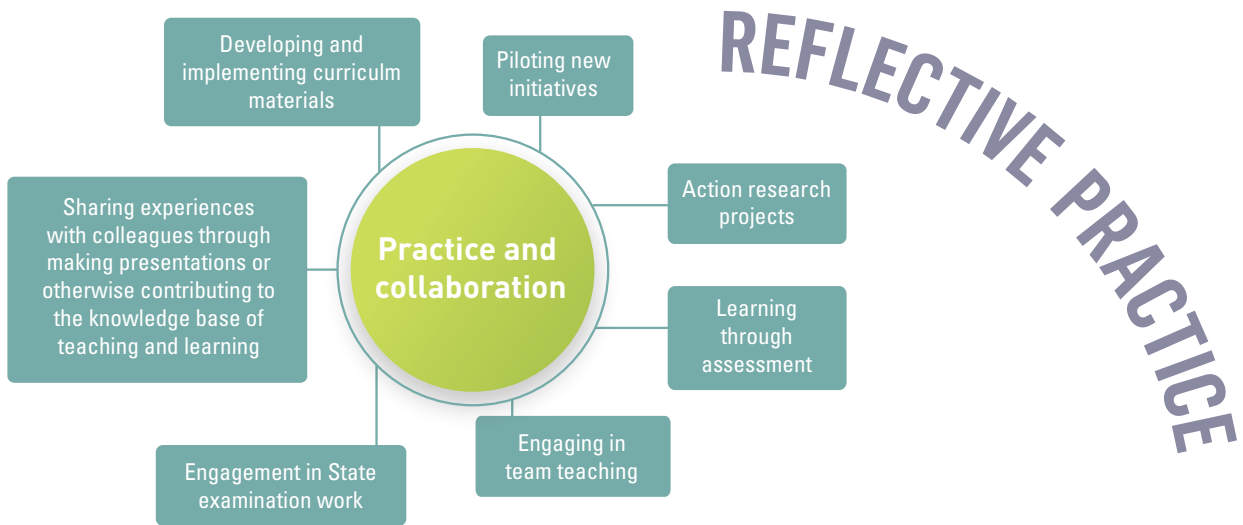 Developing and
implementing curriculm
materials
Piloting new
initiatives
REFLECTIVE PRACTICE
Action research
projects
Sharing experiences
with colleagues through
making presentations or
otherwise contributing to
the knowledge base of
teaching and learning
Practice and
collaboration
Learning
through
assessment
Engaging in
team teaching
Engagement in State
examination work